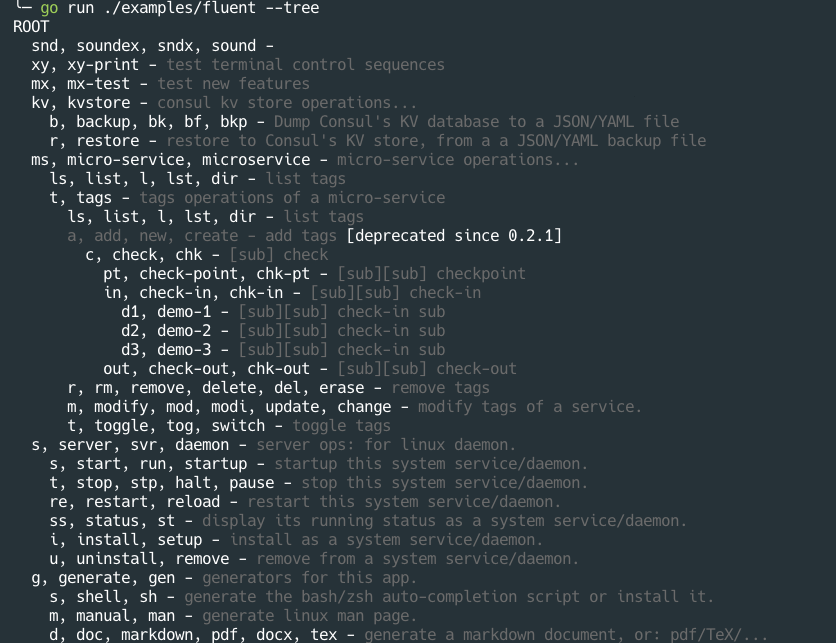 ╰─ go run ./examples/fluent --tree
ROOT
  snd, soundex, sndx, sound -
  xy, xy-print - test terminal control sequences
  mx, mx-test - test new features
  kv, kvstore - consul kv store operations...
    b, backup, bk, bf, bkp - Dump Consul's KV database to a JSON/YAML file
    r, restore - restore to Consul's KV store, from a a JSON/YAML backup file
  ms, micro-service, microservice - micro-service operations...
    ls, list, l, lst, dir - list tags
    t, tags - tags operations of a micro-service
      ls, list, l, lst, dir - list tags
      a, add, new, create - add tags [deprecated since 0.2.1]
        c, check, chk - [sub] check
          pt, check-point, chk-pt - [sub][sub] checkpoint
          in, check-in, chk-in - [sub][sub] check-in
            d1, demo-1 - [sub][sub] check-in sub
            d2, demo-2 - [sub][sub] check-in sub
            d3, demo-3 - [sub][sub] check-in sub
          out, check-out, chk-out - [sub][sub] check-out
      r, rm, remove, delete, del, erase - remove tags
      m, modify, mod, modi, update, change - modify tags of a service.
      t, toggle, tog, switch - toggle tags
  s, server, svr, daemon - server ops: for linux daemon.
    s, start, run, startup - startup this system service/daemon.
    t, stop, stp, halt, pause - stop this system service/daemon.
    re, restart, reload - restart this system service/daemon.
    ss, status, st - display its running status as a system service/daemon.
    i, install, setup - install as a system service/daemon.
    u, uninstall, remove - remove from a system service/daemon.
  g, generate, gen - generators for this app.
    s, shell, sh - generate the bash/zsh auto-completion script or install it.
    m, manual, man - generate linux man page.
    d, doc, markdown, pdf, docx, tex - generate a markdown document, or: pdf/TeX/...